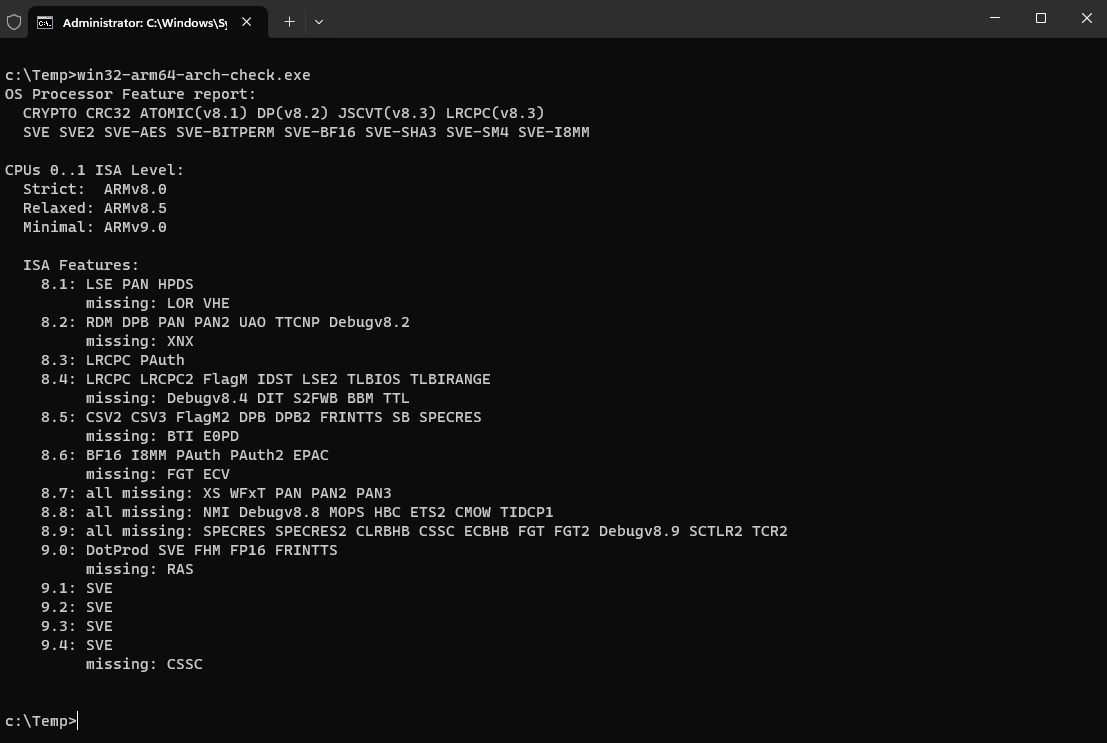 Administrator: C:\Windows\Sy
c:\Temp>win32-arm64-arch-check.exe
OS Processor Feature report:
  CRYPTO CRC32 ATOMIC(v8.1) DP(v8.2) JSCVT(v8.3) LRCPC(v8.3)
  SVE SVE2 SVE-AES SVE-BITPERM SVE-BF16 SVE-SHA3 SVE-SM4 SVE-I8MM

CPUs 0..1 ISA Level:
  Strict:  ARMv8.0
  Relaxed: ARMv8.5
  Minimal: ARMv9.0

  ISA Features:
    8.1: LSE PAN HPDS
         missing: LOR VHE
    8.2: RDM DPB PAN PAN2 UAO TTCNP Debugv8.2
         missing: XNX
    8.3: LRCPC PAuth
    8.4: LRCPC LRCPC2 FlagM IDST LSE2 TLBIOS TLBIRANGE
         missing: Debugv8.4 DIT S2FWB BBM TTL
    8.5: CSV2 CSV3 FlagM2 DPB DPB2 FRINTTS SB SPECRES
         missing: BTI E0PD
    8.6: BF16 I8MM PAuth PAuth2 EPAC
         missing: FGT ECV
    8.7: all missing: XS WFxT PAN PAN2 PAN3
    8.8: all missing: NMI Debugv8.8 MOPS HBC ETS2 CMOW TIDCP1
    8.9: all missing: SPECRES SPECRES2 CLRBHB CSSC ECBHB FGT FGT2 Debugv8.9 SCTLR2 TCR2
    9.0: DotProd SVE FHM FP16 FRINTTS
         missing: RAS
    9.1: SVE
    9.2: SVE
    9.3: SVE
    9.4: SVE
         missing: CSSC

c:\Temp>